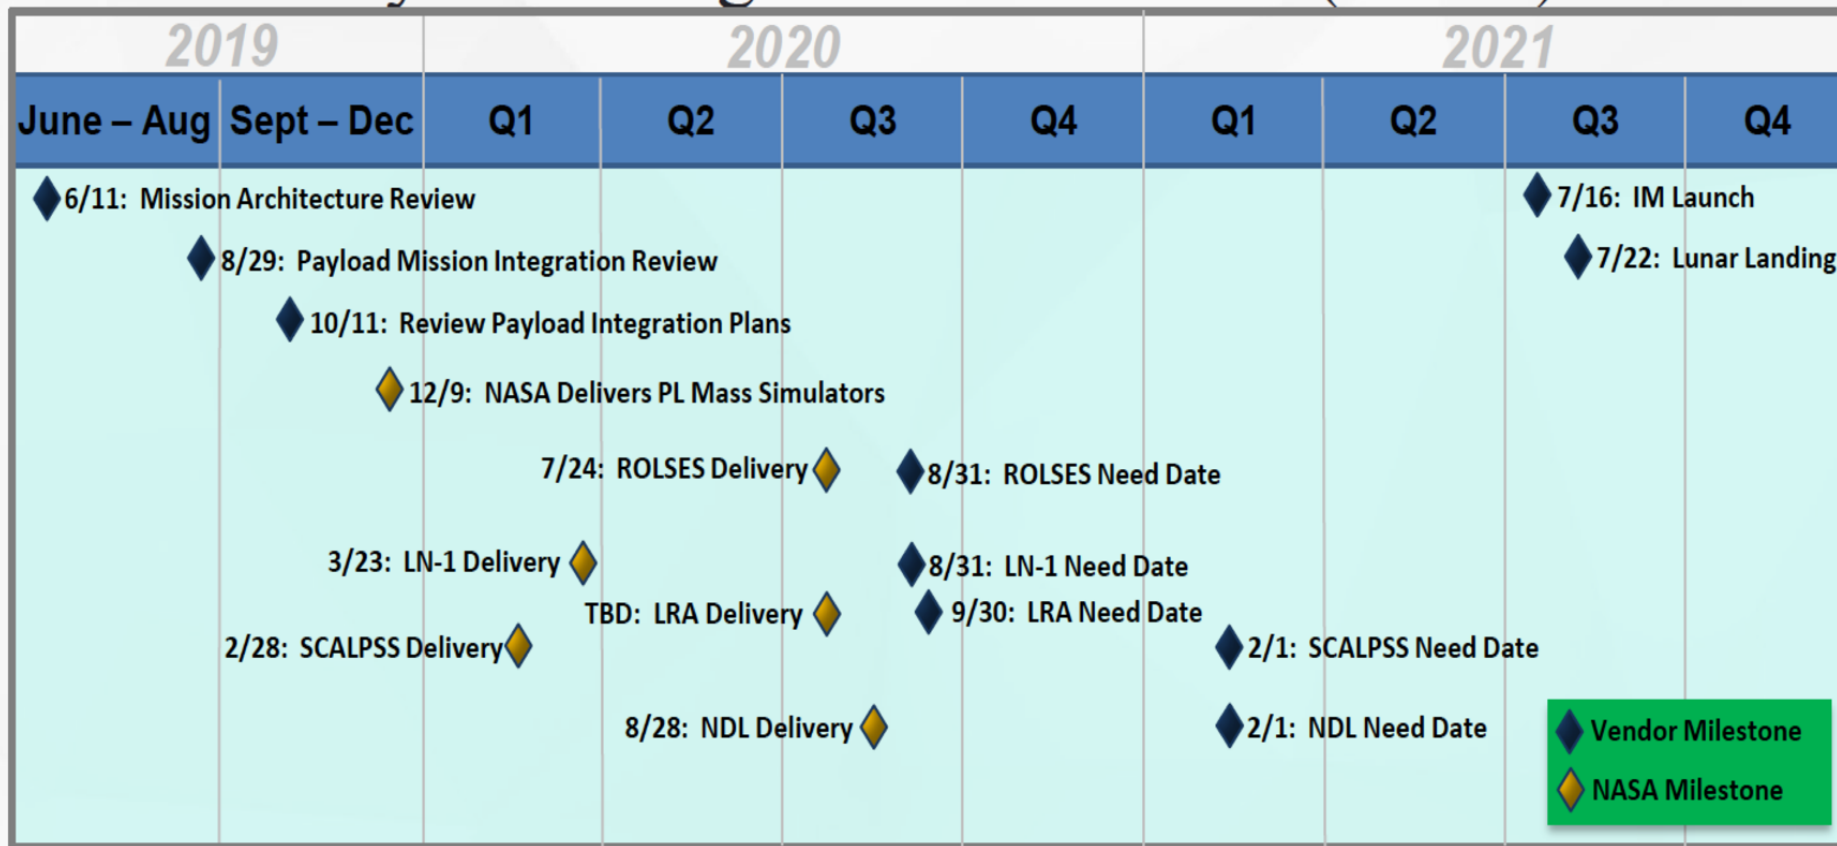 2019 2020 2021
June – Aug Sept – Dec Q1 Q2 Q3 Q4 Q1 Q2 Q3 Q4
6/11: Mission Architecture Review
7/16: IM Launch
8/29: Payload Mission Integration Review
7/22: Lunar Landing
10/11: Review Payload Integration Plans
12/9: NASA Delivers PL Mass Simulators
7/24: ROLSES Delivery
8/31: ROLSES Need Date
3/23: LN-1 Delivery
8/31: LN-1 Need Date
TBD: LRA Delivery
9/30: LRA Need Date
2/28: SCALPSS Delivery
2/1: SCALPSS Need Date
8/28: NDL Delivery
2/1: NDL Need Date
Vendor Milestone
NASA Milestone